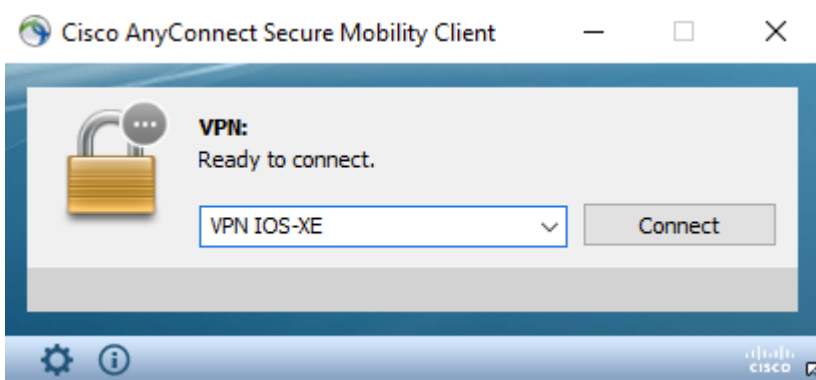 Cisco AnyConnect Secure Mobility Client
VPN:
Ready to connect.
VPN IOS-XE
Connect
CISCO